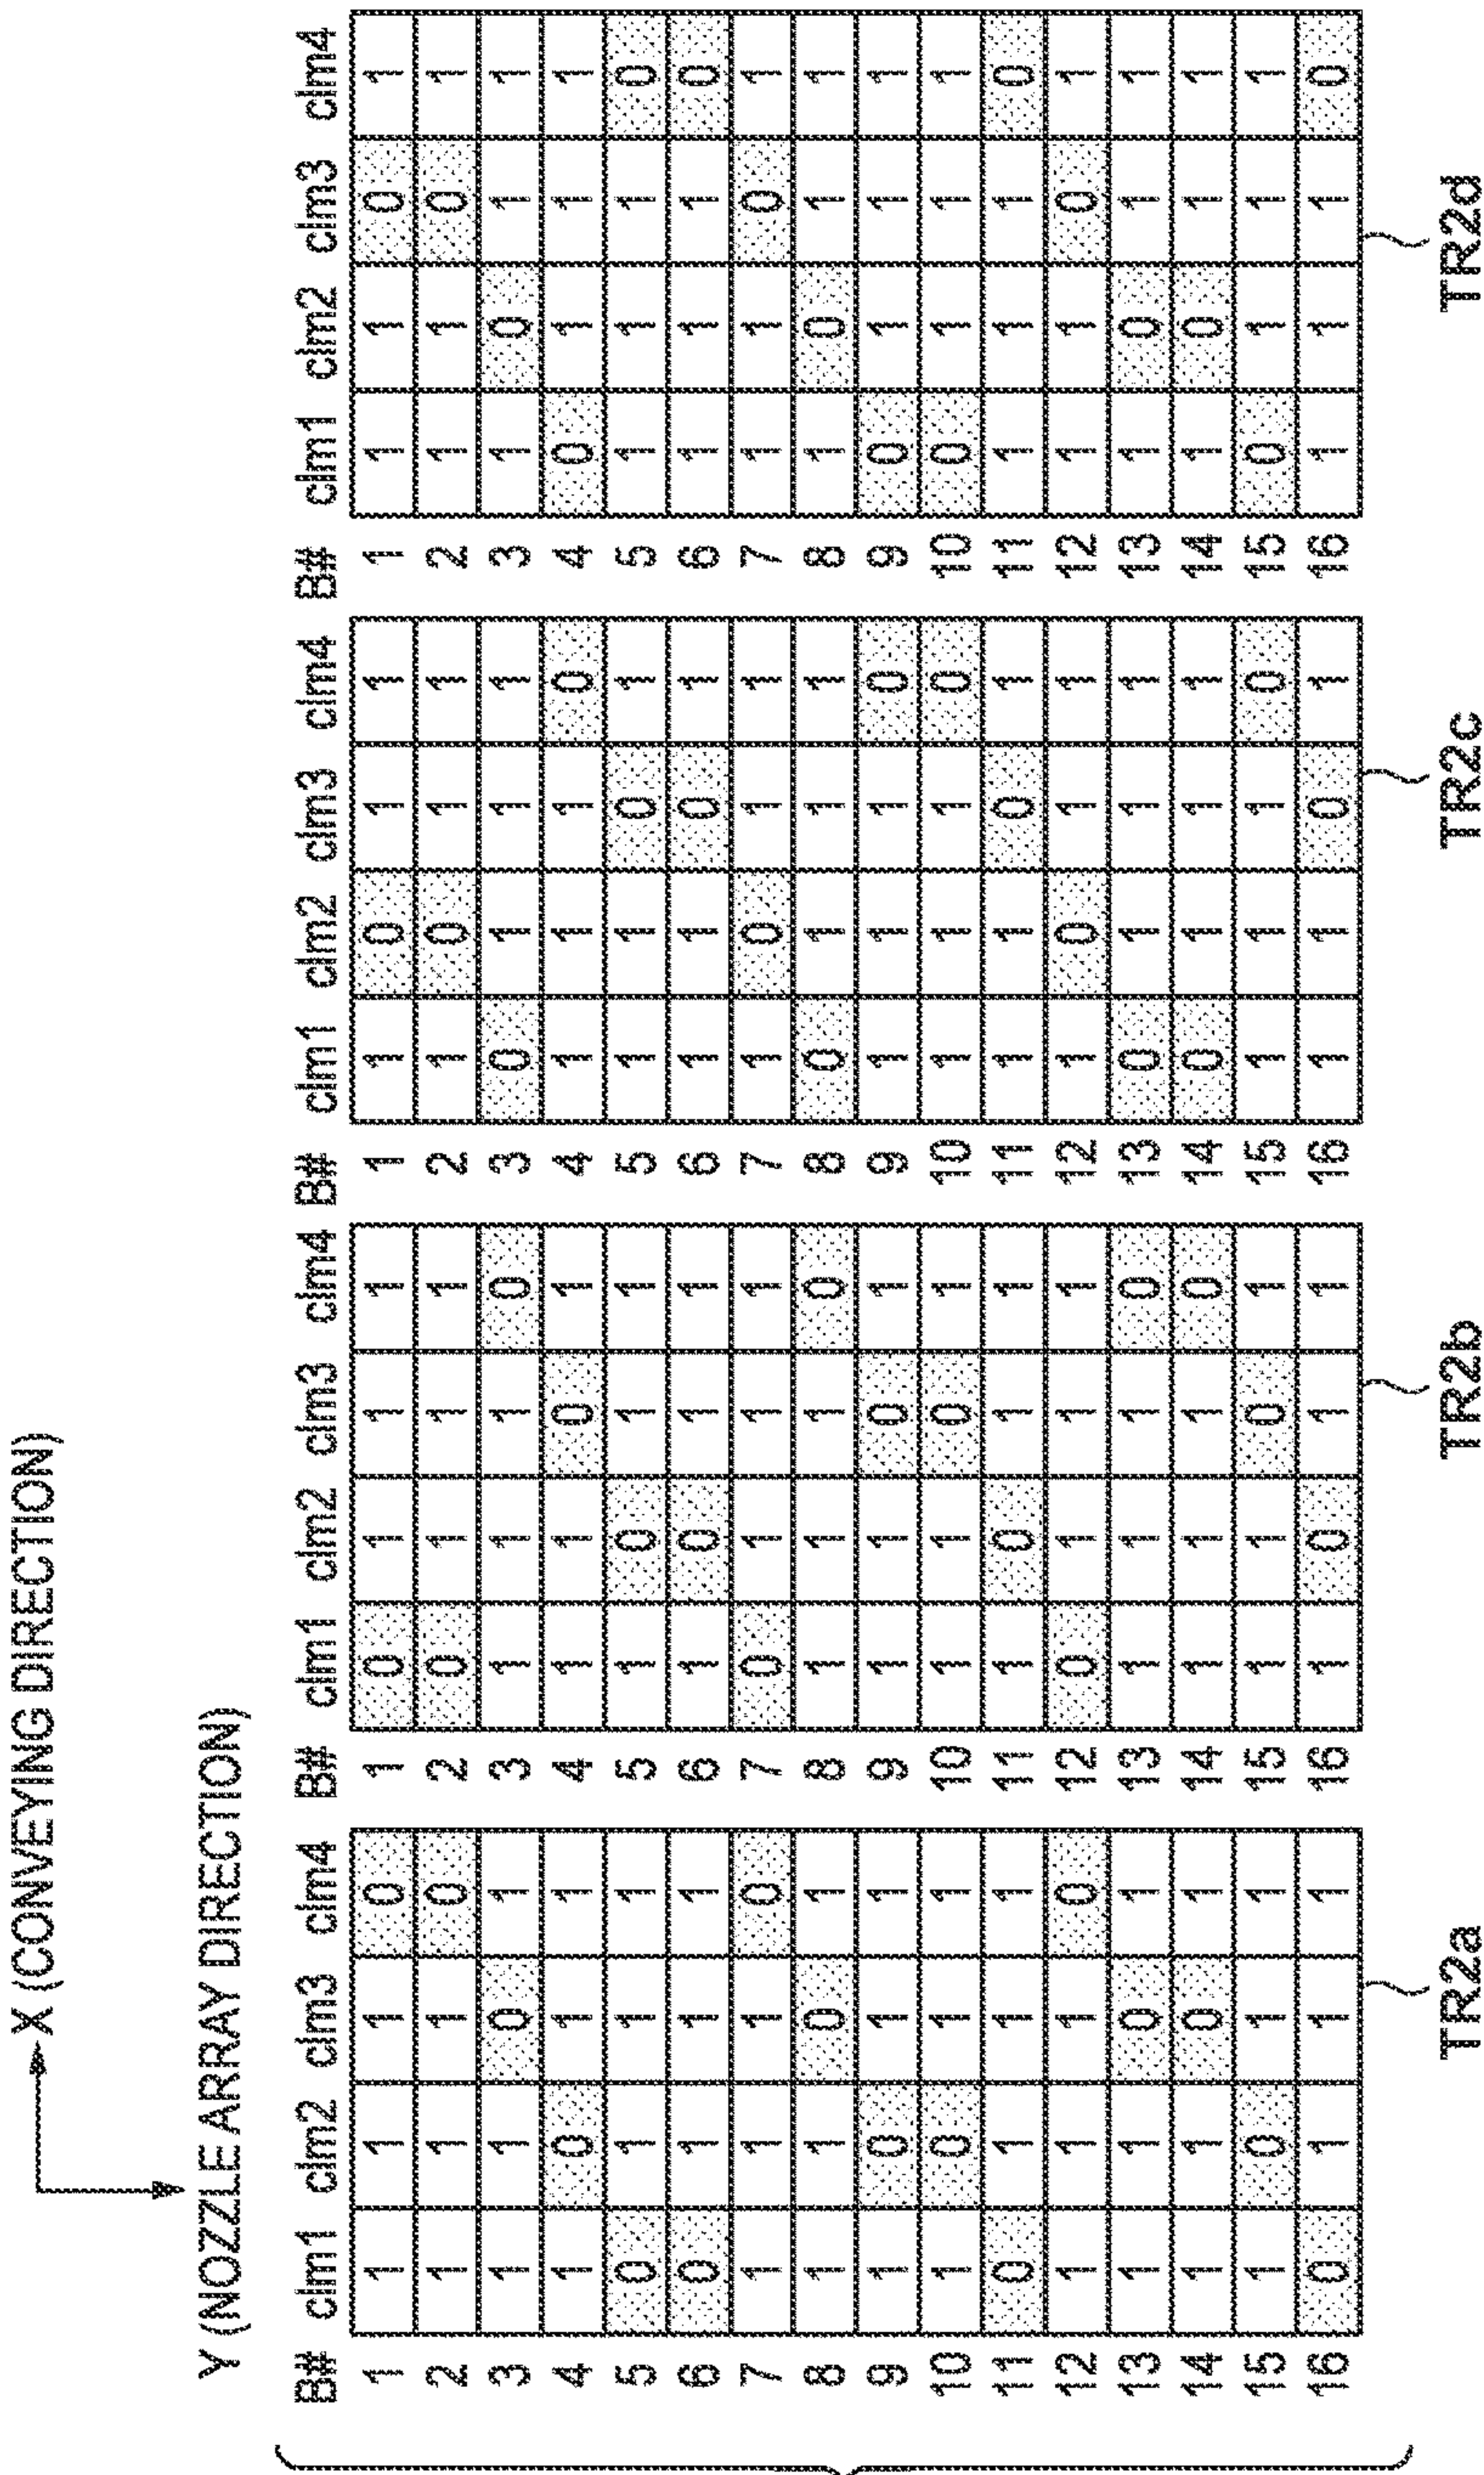 X (CONVEYING DIRECTION)
Y (NOZZLE ARRAY DIRECTION)
B# clm1 clm2 clm3 clm4 B# clm1 clm2 clm3 clm4 B# clm1 clm2 clm3 clm4 B# clm1 clm2 clm3 clm4
1 1 1 1 0 1 0 1 1 1 1 1 0 1 1 1 1 1 0 1
2 1 1 1 0 2 0 1 1 1 2 1 0 1 1 2 1 1 0 1
3 1 1 0 1 3 1 1 1 0 3 0 1 1 1 3 1 0 1 1
4 1 0 1 1 4 1 1 0 1 4 1 1 1 0 4 0 1 1 1
5 0 1 1 1 5 1 0 1 1 5 1 1 0 1 5 1 1 1 0
6 0 1 1 1 6 1 0 1 1 6 1 1 0 1 6 1 1 1 0
7 1 1 1 0 7 0 1 1 1 7 1 0 1 1 7 1 1 0 1
8 1 1 0 1 8 1 1 1 0 8 0 1 1 1 8 1 0 1 1
9 1 0 1 1 9 1 1 0 1 9 1 1 1 0 9 0 1 1 1
10 1 0 1 1 10 1 1 0 1 10 1 1 1 0 10 0 1 1 1
11 0 1 1 1 11 1 0 1 1 11 1 1 0 1 11 1 1 1 0
12 1 1 1 0 12 0 1 1 1 12 1 0 1 1 12 1 1 0 1
13 1 1 0 1 13 1 1 1 0 13 0 1 1 1 13 1 0 1 1
14 1 1 0 1 14 1 1 1 0 14 0 1 1 1 14 1 0 1 1
15 1 0 1 1 15 1 1 0 1 15 1 1 1 0 15 0 1 1 1
16 0 1 1 1 16 1 0 1 1 16 1 1 0 1 16 1 1 1 0
TR2a TR2b TR2c TR2d